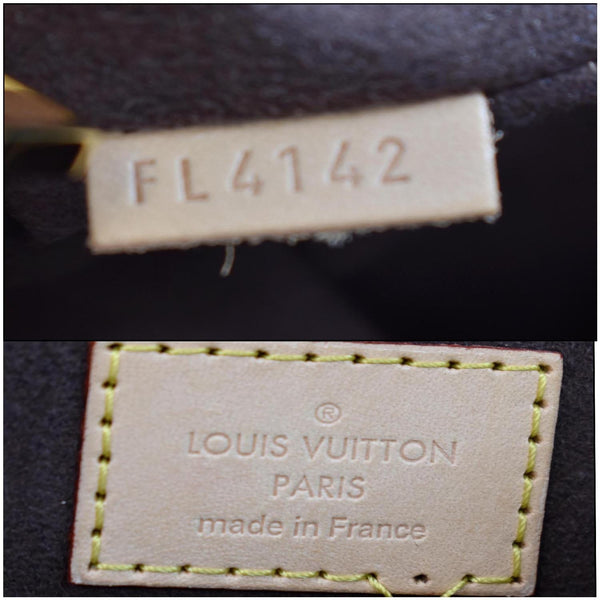 FL4142
®
LOUIS VUITTON
PARIS
made in France